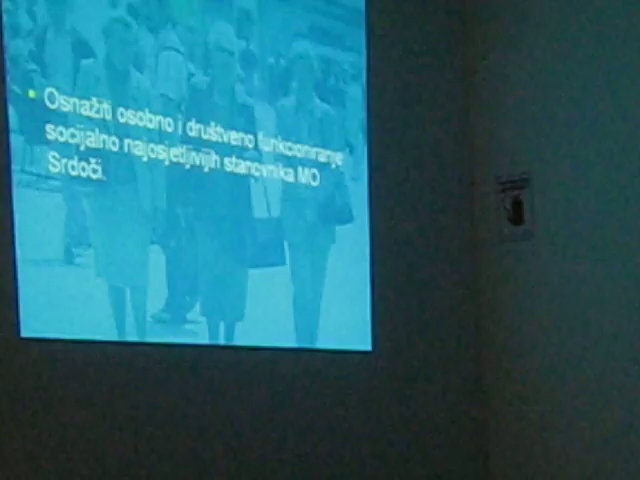 Osnažiti osobno i društveno funkcioniranje
socijalno najosjetljivijih stanovnika MO
Srdoči.